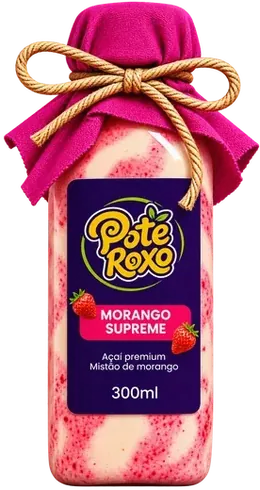 Pote
Roxo
MORANGO
SUPREME
Açaí premium
Mistão de morango
300ml